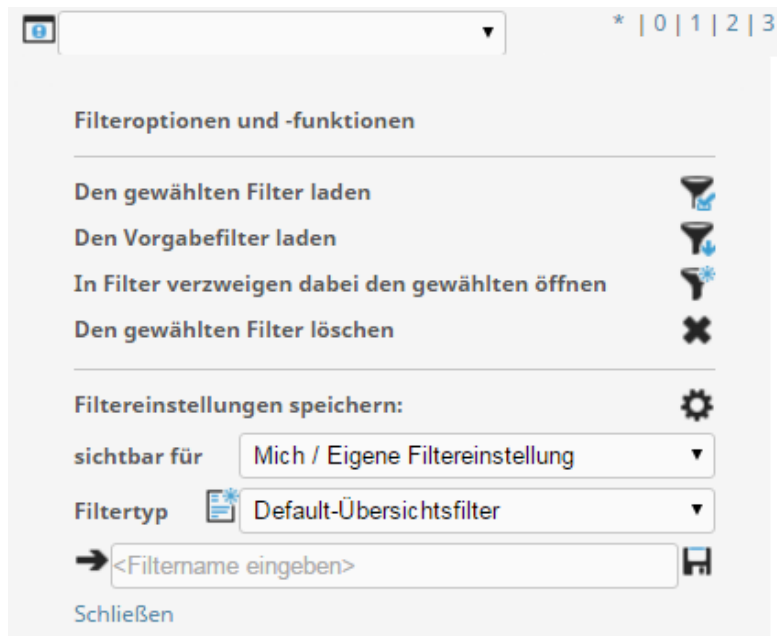 * | 0 | 1 | 2 | 3
Filteroptionen und -funktionen
Den gewählten Filter laden
Den Vorgabefilter laden
In Filter verzweigen dabei den gewählten öffnen
Den gewählten Filter löschen
Filtereinstellungen speichern:
sichtbar für Mich / Eigene Filtereinstellung
Filtertyp Default-Übersichtsfilter
<Filtername eingeben>
Schließen